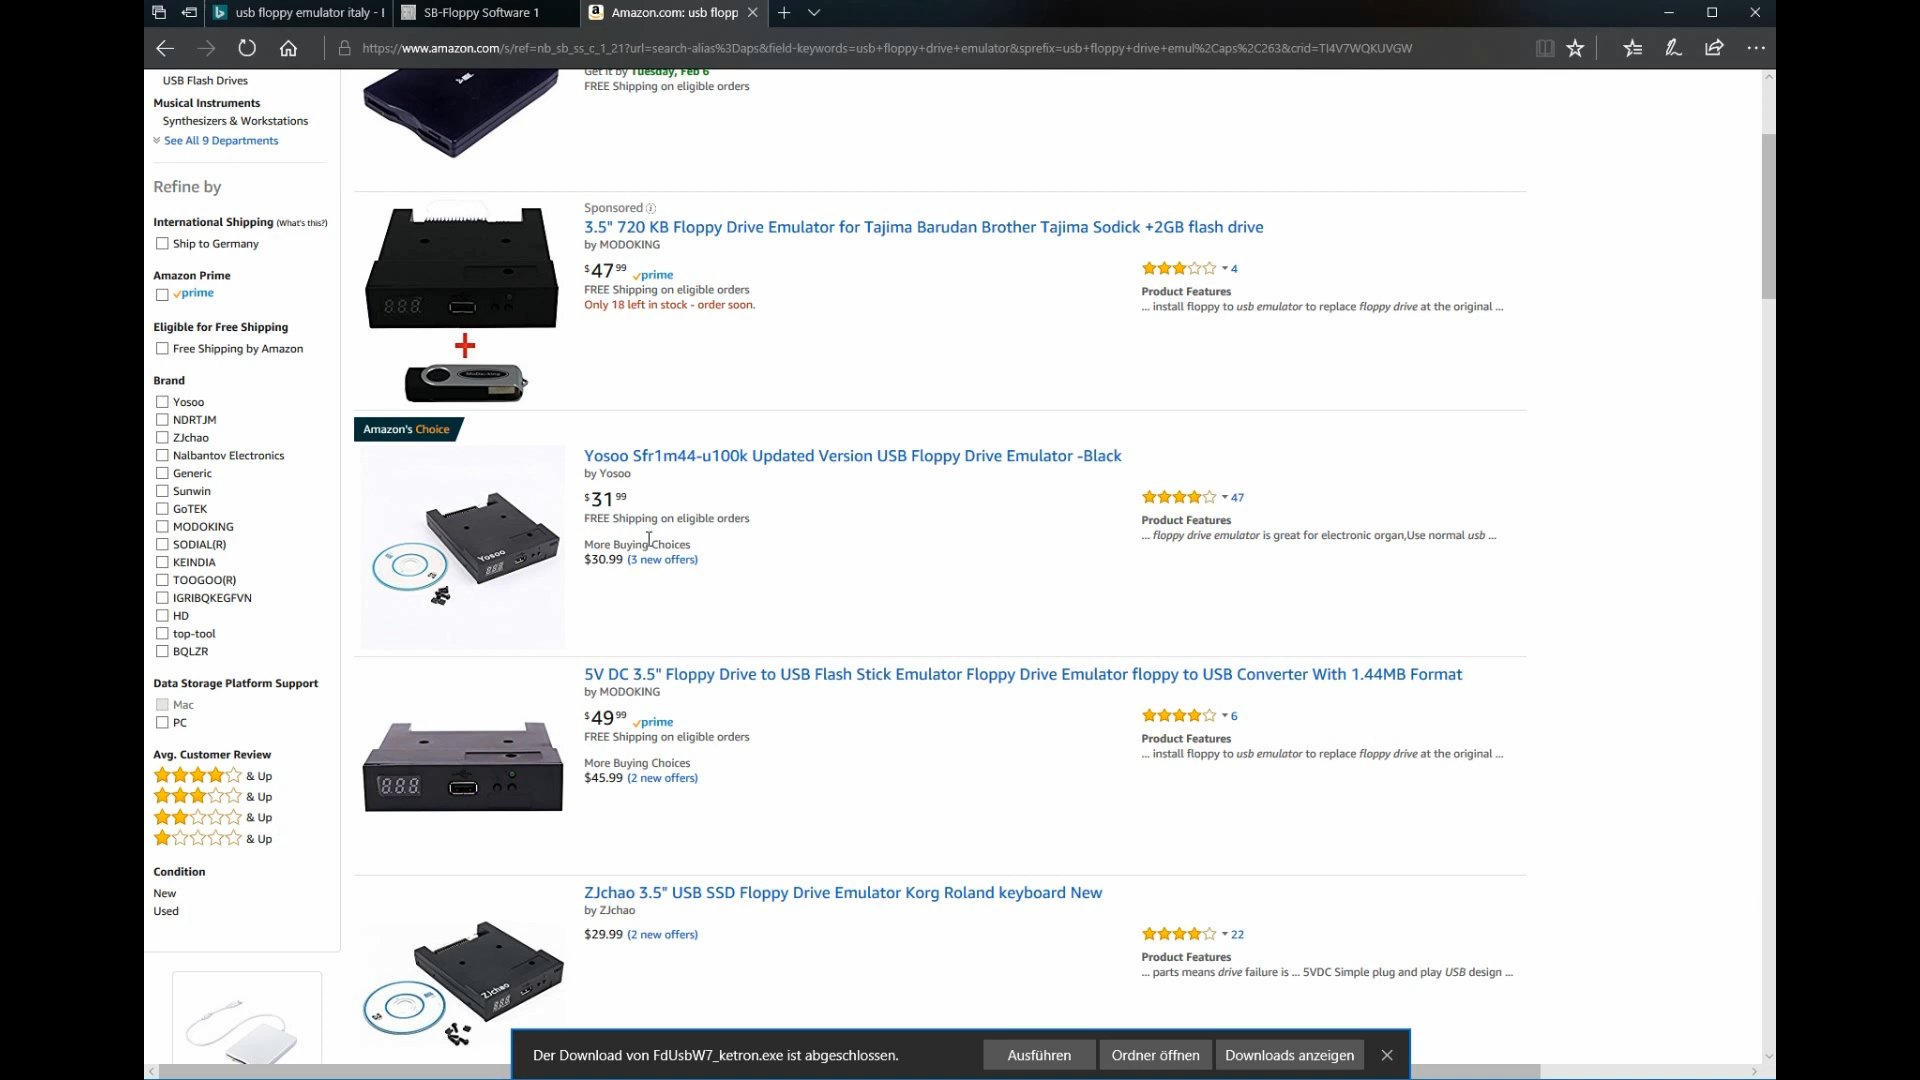 usb floppy emulator italy - I
SB-Floppy Software 1
Amazon.com: usb flopp
https://www.amazon.com/s/ref=nb_sb_ss_c_1_21?url=search-alias%3Daps&field-keywords=usb+floppy+drive+emulator&sprefix=usb+floppy+drive+emul%2Caps%2C263&crid=TI4V7WQKUVGW
USB Flash Drives
Musical Instruments
Synthesizers & Workstations
See All 9 Departments
Refine by
International Shipping (What's this?)
Ship to Germany
Amazon Prime
prime
Eligible for Free Shipping
Free Shipping by Amazon
Brand
Yosoo
NDRTJM
ZJchao
Nalbantov Electronics
Generic
Sunwin
GoTEK
MODOKING
SODIAL(R)
KEINDIA
TOOGOO(R)
IGRIBQKEGFVN
HD
top-tool
BQLZR
Data Storage Platform Support
Mac
PC
Avg. Customer Review
& Up
& Up
& Up
& Up
Condition
New
Used
Get it by Tuesday, Feb 6
FREE Shipping on eligible orders
Sponsored
3.5" 720 KB Floppy Drive Emulator for Tajima Barudan Brother Tajima Sodick +2GB flash drive
by MODOKING
$47 99 prime
FREE Shipping on eligible orders
Only 18 left in stock - order soon.
4
Product Features
... install floppy to usb emulator to replace floppy drive at the original ...
Amazon's Choice
Yosoo
Yosoo Sfr1m44-u100k Updated Version USB Floppy Drive Emulator -Black
by Yosoo
$31 99
FREE Shipping on eligible orders
More Buying Choices
$30.99 (3 new offers)
47
Product Features
... floppy drive emulator is great for electronic organ,Use normal usb ...
5V DC 3.5" Floppy Drive to USB Flash Stick Emulator Floppy Drive Emulator floppy to USB Converter With 1.44MB Format
by MODOKING
$49 99 prime
FREE Shipping on eligible orders
More Buying Choices
$45.99 (2 new offers)
6
Product Features
... install floppy to usb emulator to replace floppy drive at the original ...
ZJchao
ZJchao 3.5" USB SSD Floppy Drive Emulator Korg Roland keyboard New
by ZJchao
$29.99 (2 new offers)
22
Product Features
... parts means drive failure is ... 5VDC Simple plug and play USB design ...
Der Download von FdUsbW7_ketron.exe ist abgeschlossen.
Ausführen
Ordner öffnen
Downloads anzeigen